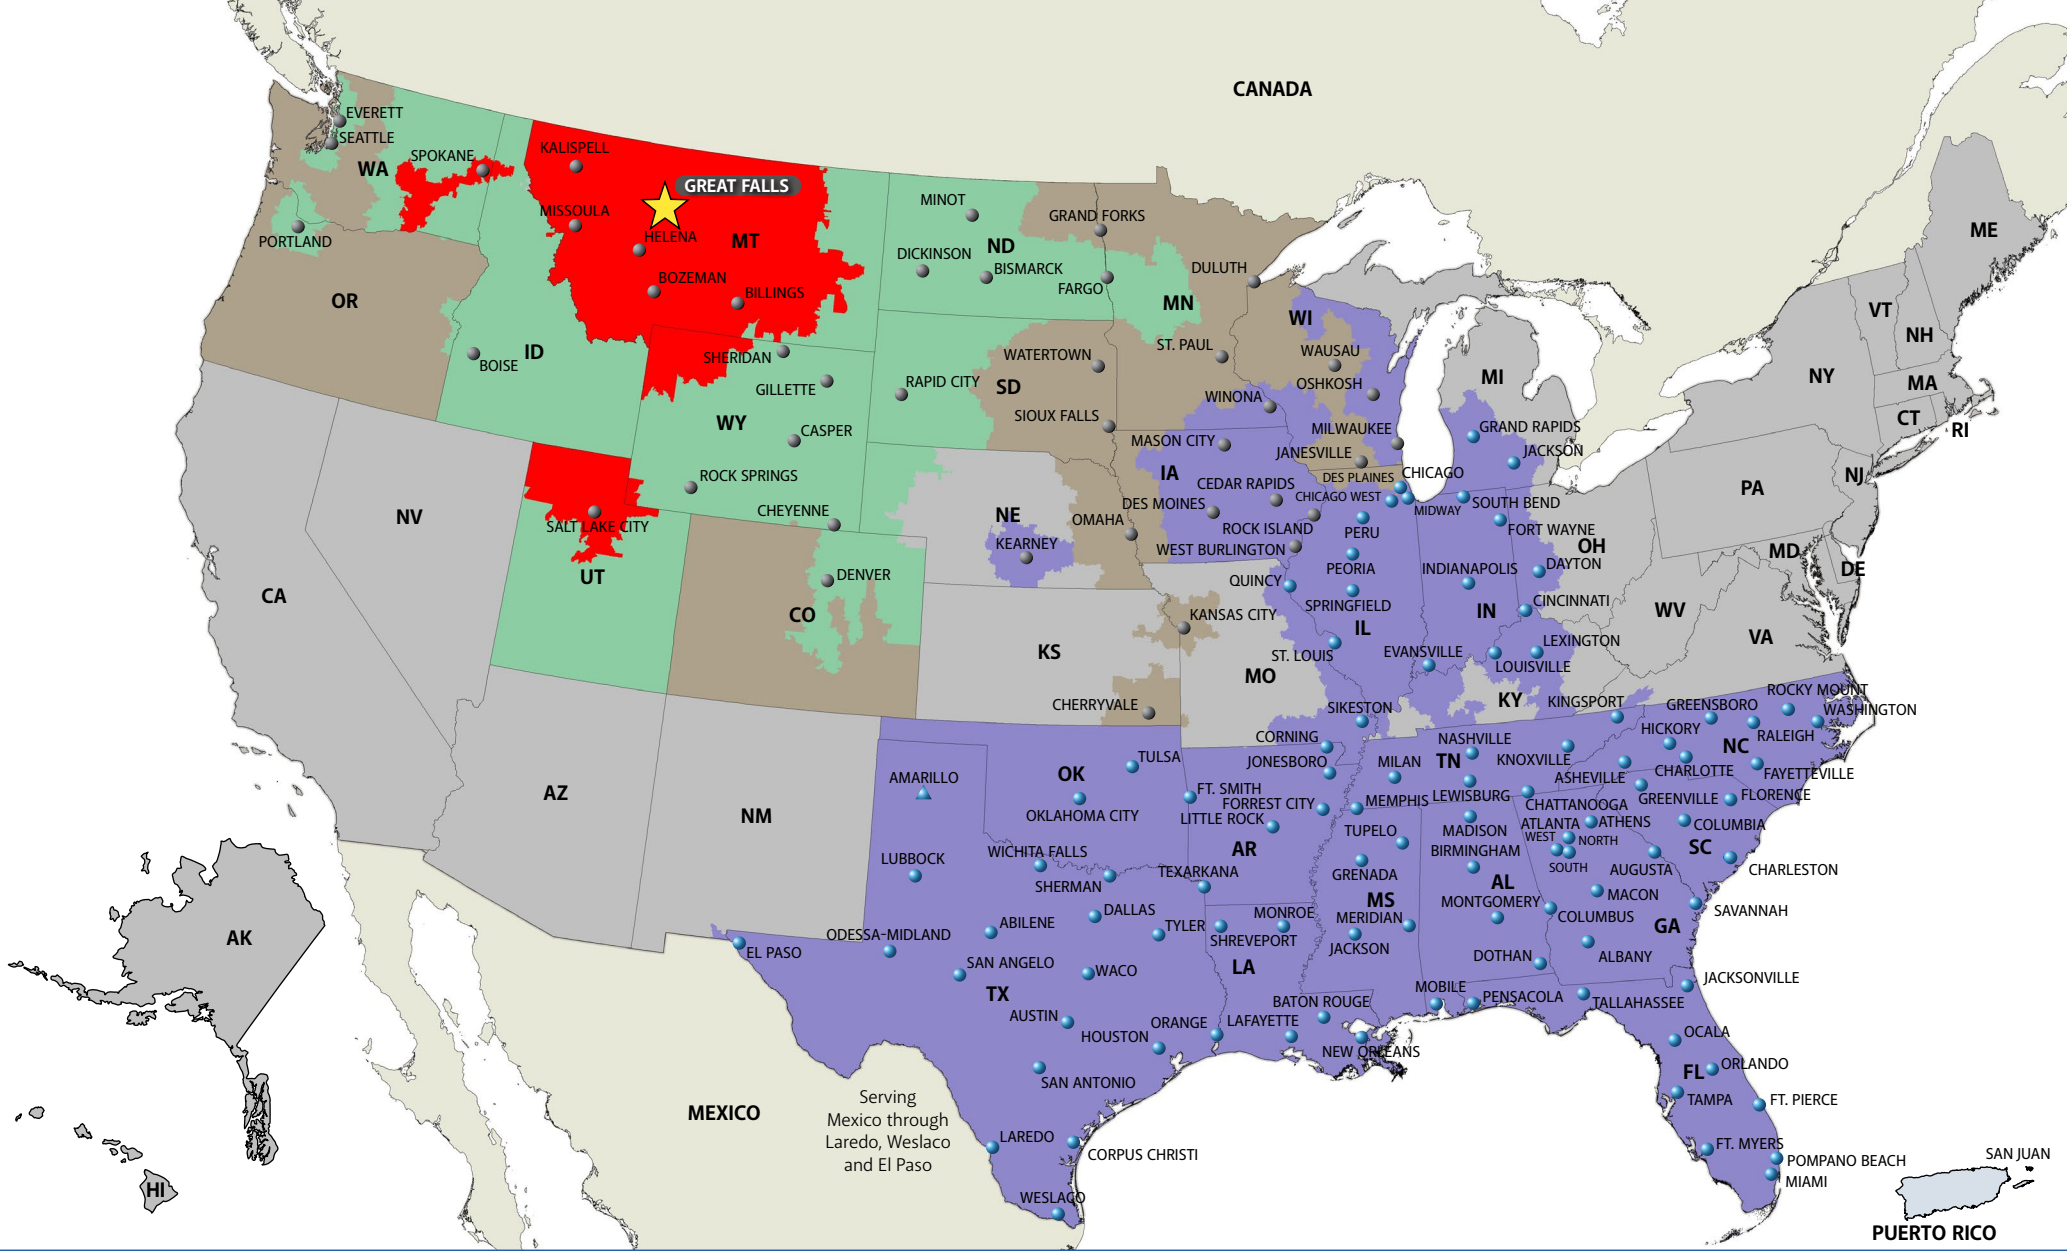 CANADA
EVERETT
SEATTLE
WA
SPOKANE
KALISPELL
GREAT FALLS
MISSOULA
HELENA
MT
PORTLAND
BOZEMAN
BILLINGS
MINOT
GRAND FORKS
ND
DICKINSON
BISMARCK
FARGO
DULUTH
MN
OR
ID
BOISE
SHERIDAN
GILLETTE
WY
CASPER
ROCK SPRINGS
CHEYENNE
RAPID CITY
WATERTOWN
SD
SIOUX FALLS
ST. PAUL
WI
WAUSAU
OSHKOSH
WINONA
MILWAUKEE
JANESVILLE
MASON CITY
IA
CEDAR RAPIDS
DES MOINES
ROCK ISLAND
WEST BURLINGTON
DES PLAINES
CHICAGO
CHICAGO WEST
MIDWAY
MI
GRAND RAPIDS
JACKSON
SOUTH BEND
FORT WAYNE
OH
DAYTON
CINCINNATI
INDIANAPOLIS
IN
EVANSVILLE
PERU
PEORIA
QUINCY
SPRINGFIELD
IL
ST. LOUIS
LEXINGTON
LOUISVILLE
KY
ME
VT
NH
NY
MA
CT
RI
PA
NJ
MD
DE
WV
VA
NV
CA
SALT LAKE CITY
UT
DENVER
CO
NE
KEARNEY
OMAHA
KS
KANSAS CITY
MO
CHERRYVALE
SIKESTON
AZ
NM
AMARILLO
OK
TULSA
OKLAHOMA CITY
CORNING
JONESBORO
FT. SMITH
FORREST CITY
LITTLE ROCK
AR
TEXARKANA
NASHVILLE
MILAN
TN
KNOXVILLE
KINGSPORT
MEMPHIS
LEWISBURG
CHATTANOOGA
GREENSBORO
ROCKY MOUNT
WASHINGTON
HICKORY
RALEIGH
NC
ASHEVILLE
CHARLOTTE
FAYETTEVILLE
GREENVILLE
FLORENCE
COLUMBIA
SC
CHARLESTON
TUPELO
GRENADA
MS
MERIDIAN
JACKSON
MADISON
BIRMINGHAM
AL
MONTGOMERY
DOTHAN
MOBILE
ATLANTA
ATHENS
WEST
NORTH
SOUTH
AUGUSTA
MACON
COLUMBUS
GA
ALBANY
SAVANNAH
LUBBOCK
WICHITA FALLS
SHERMAN
DALLAS
ABILENE
TYLER
ODESSA-MIDLAND
EL PASO
SAN ANGELO
WACO
TX
AUSTIN
HOUSTON
ORANGE
SAN ANTONIO
LAREDO
CORPUS CHRISTI
WESLACO
MONROE
SHREVEPORT
LA
BATON ROUGE
LAFAYETTE
NEW ORLEANS
PENSACOLA
TALLAHASSEE
JACKSONVILLE
OCALA
ORLANDO
FL
TAMPA
FT. PIERCE
FT. MYERS
POMPANO BEACH
MIAMI
AK
HI
MEXICO
Serving
Mexico through
Laredo, Weslaco
and El Paso
SAN JUAN
PUERTO RICO